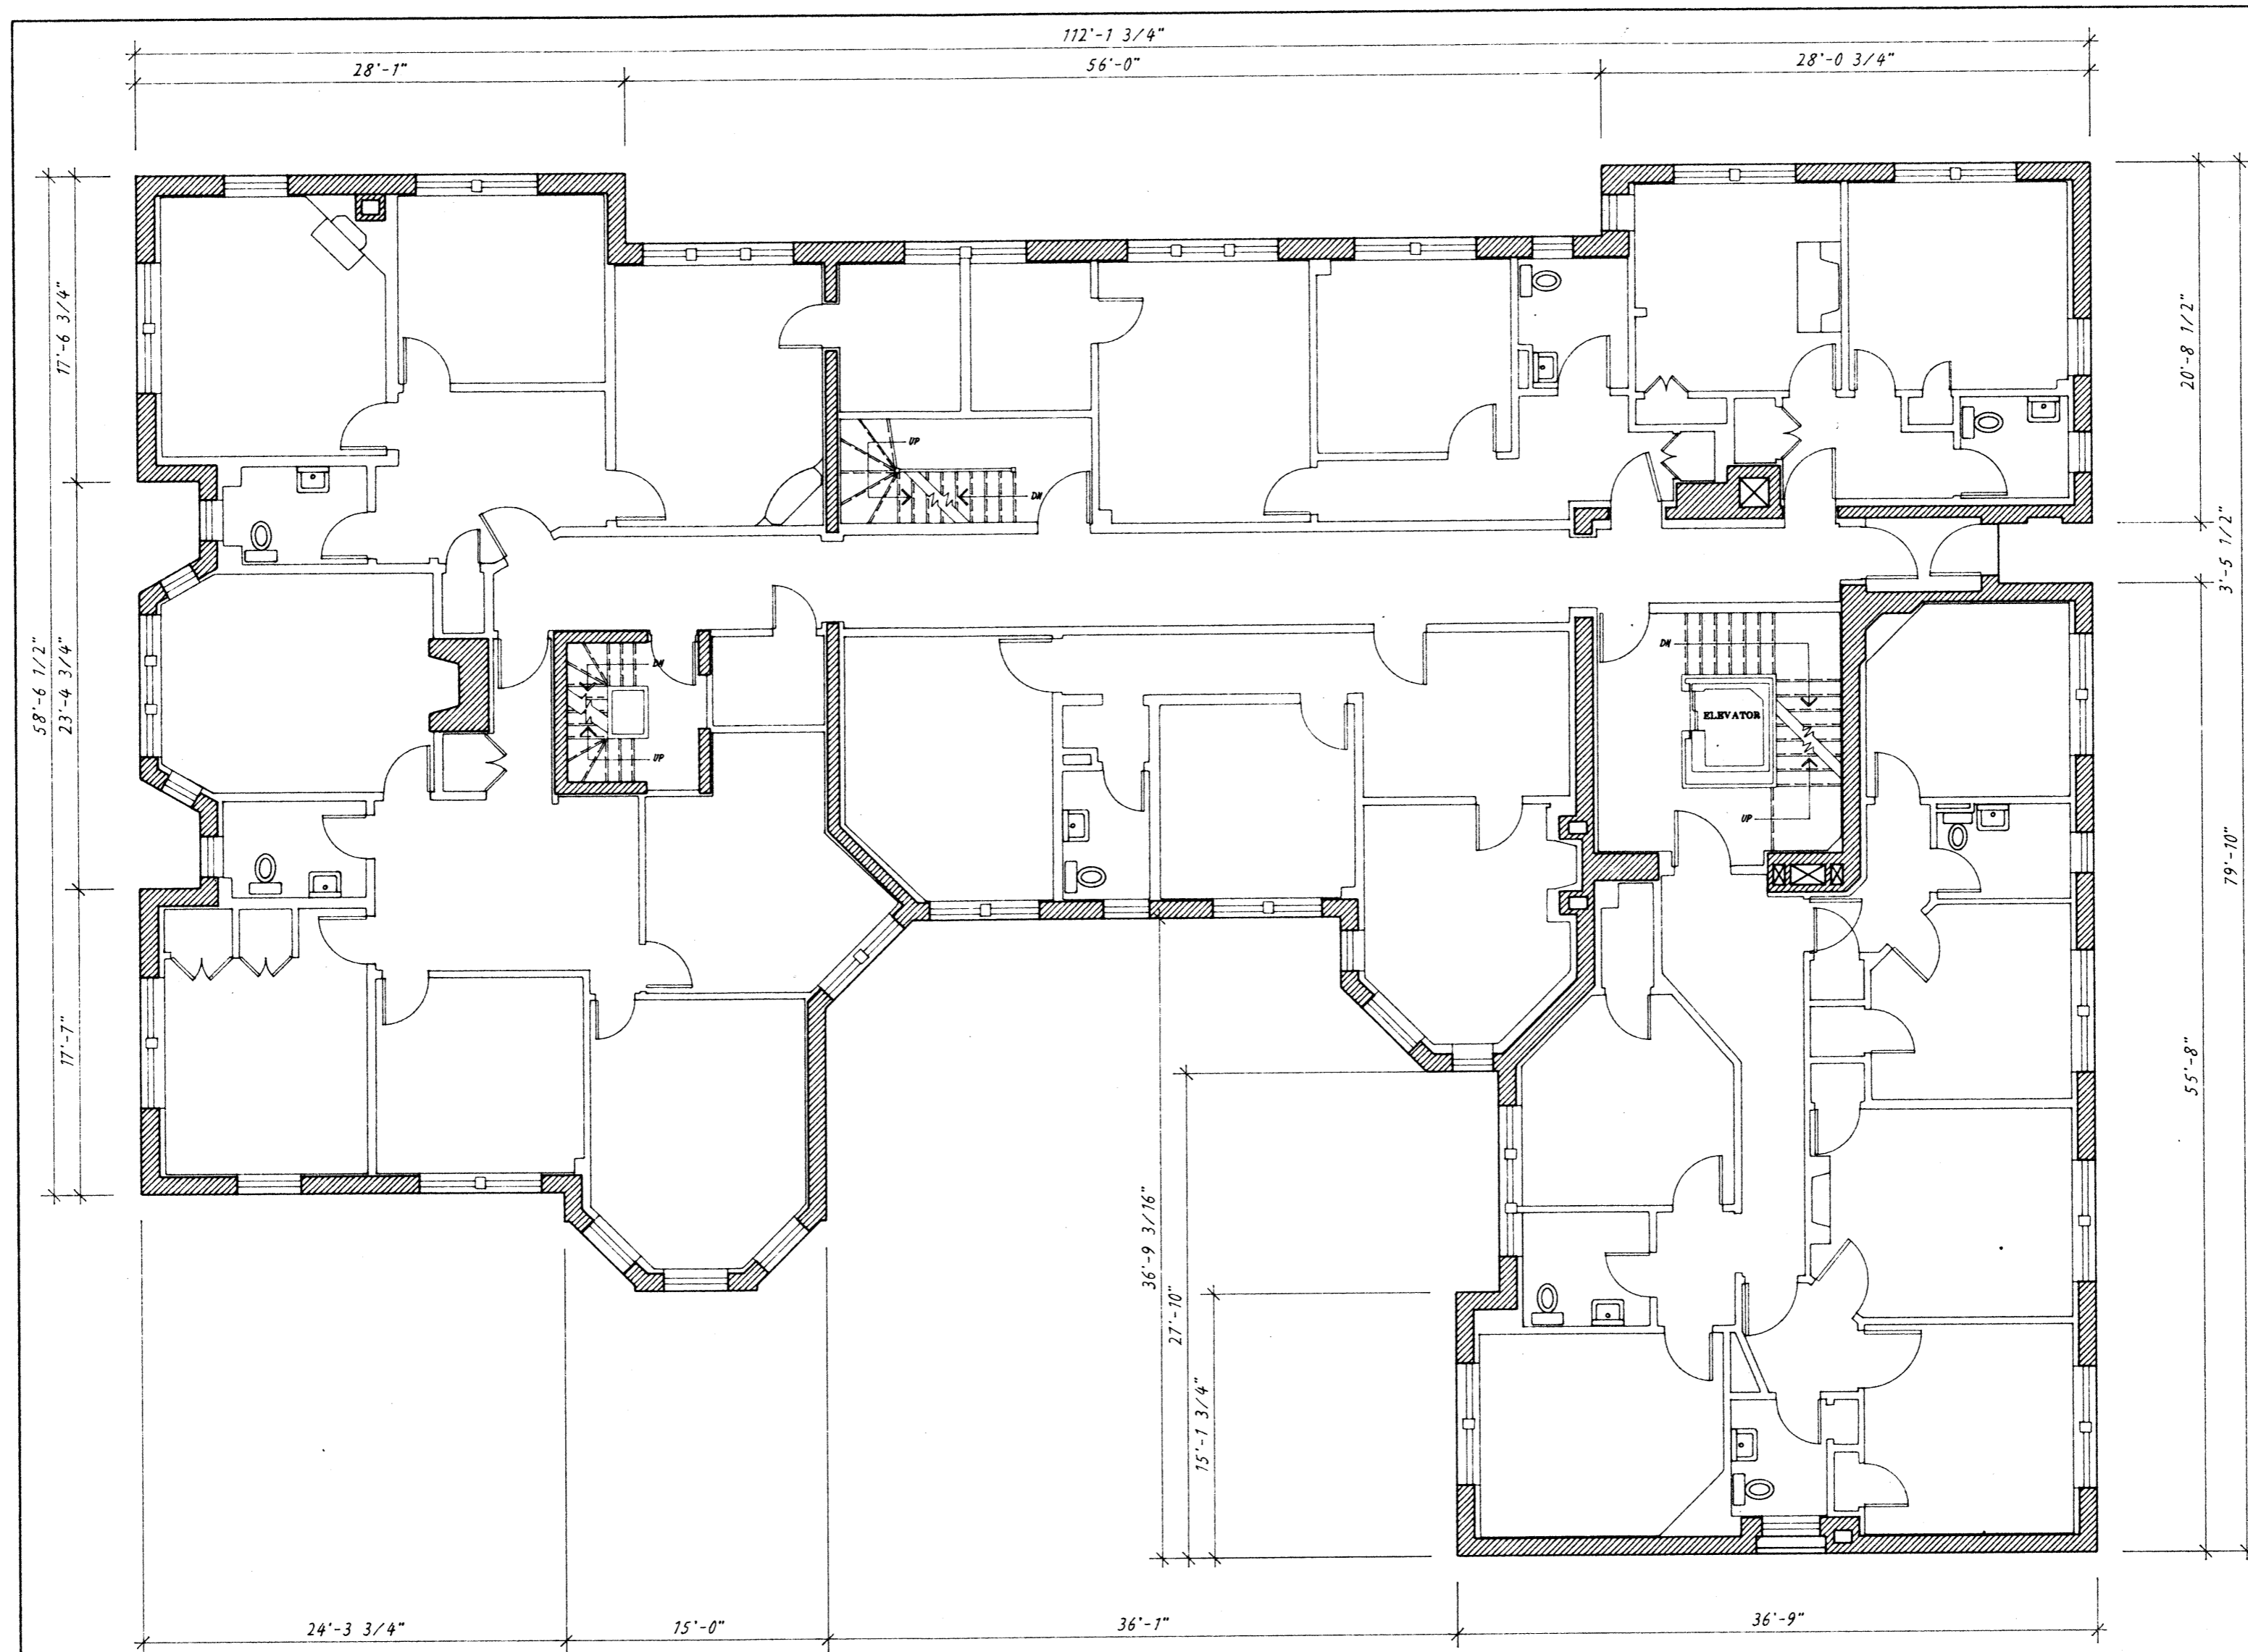 112'-1 3/4"
28'-1"
56'-0"
28'-0 3/4"
17'-6 3/4"
58'-6 1/2"
23'-4 3/4"
17'-7"
20'-8 1/2"
3'-5 1/2"
79'-10"
55'-8"
UP
DN
DN
UP
DN
ELEVATOR
UP
36'-9 3/16"
27'-10"
15'-1 3/4"
24'-3 3/4"
15'-0"
36'-1"
36'-9"